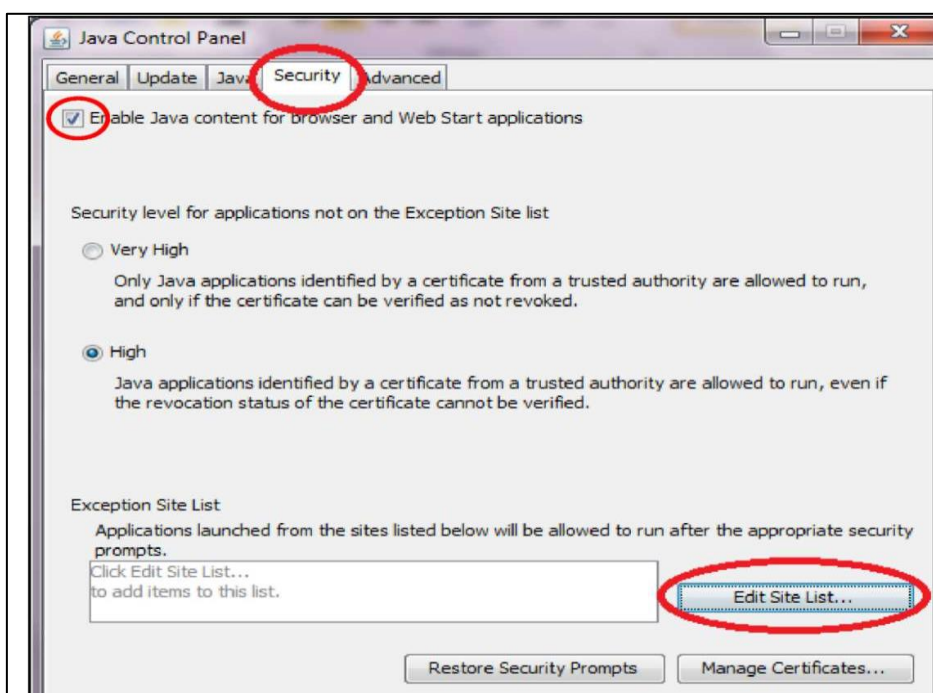 Java Control Panel
General Update Java Security Advanced
Enable Java content for browser and Web Start applications
Security level for applications not on the Exception Site list
Very High
Only Java applications identified by a certificate from a trusted authority are allowed to run,
and only if the certificate can be verified as not revoked.
High
Java applications identified by a certificate from a trusted authority are allowed to run, even if
the revocation status of the certificate cannot be verified.
Exception Site List
Applications launched from the sites listed below will be allowed to run after the appropriate security
prompts.
Click Edit Site List...
to add items to this list.
Edit Site List...
Restore Security Prompts Manage Certificates...